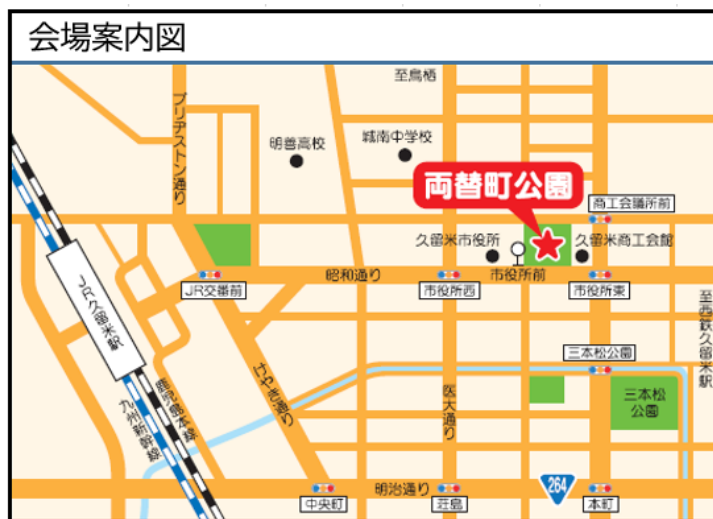 会場案内図
至鳥栖
ブリヂストン通り
明善高校
城南中学校
両替町公園
商工会議所前
久留米市役所
久留米商工会館
昭和通り
市役所前
JR交番前
市役所西
市役所東
至西鉄久留米駅
JR久留米駅
三本松公園
けやき通り
医大通り
三本松
公園
鹿児島本線
九州新幹線
264
明治通り
中央町
荘島
本町